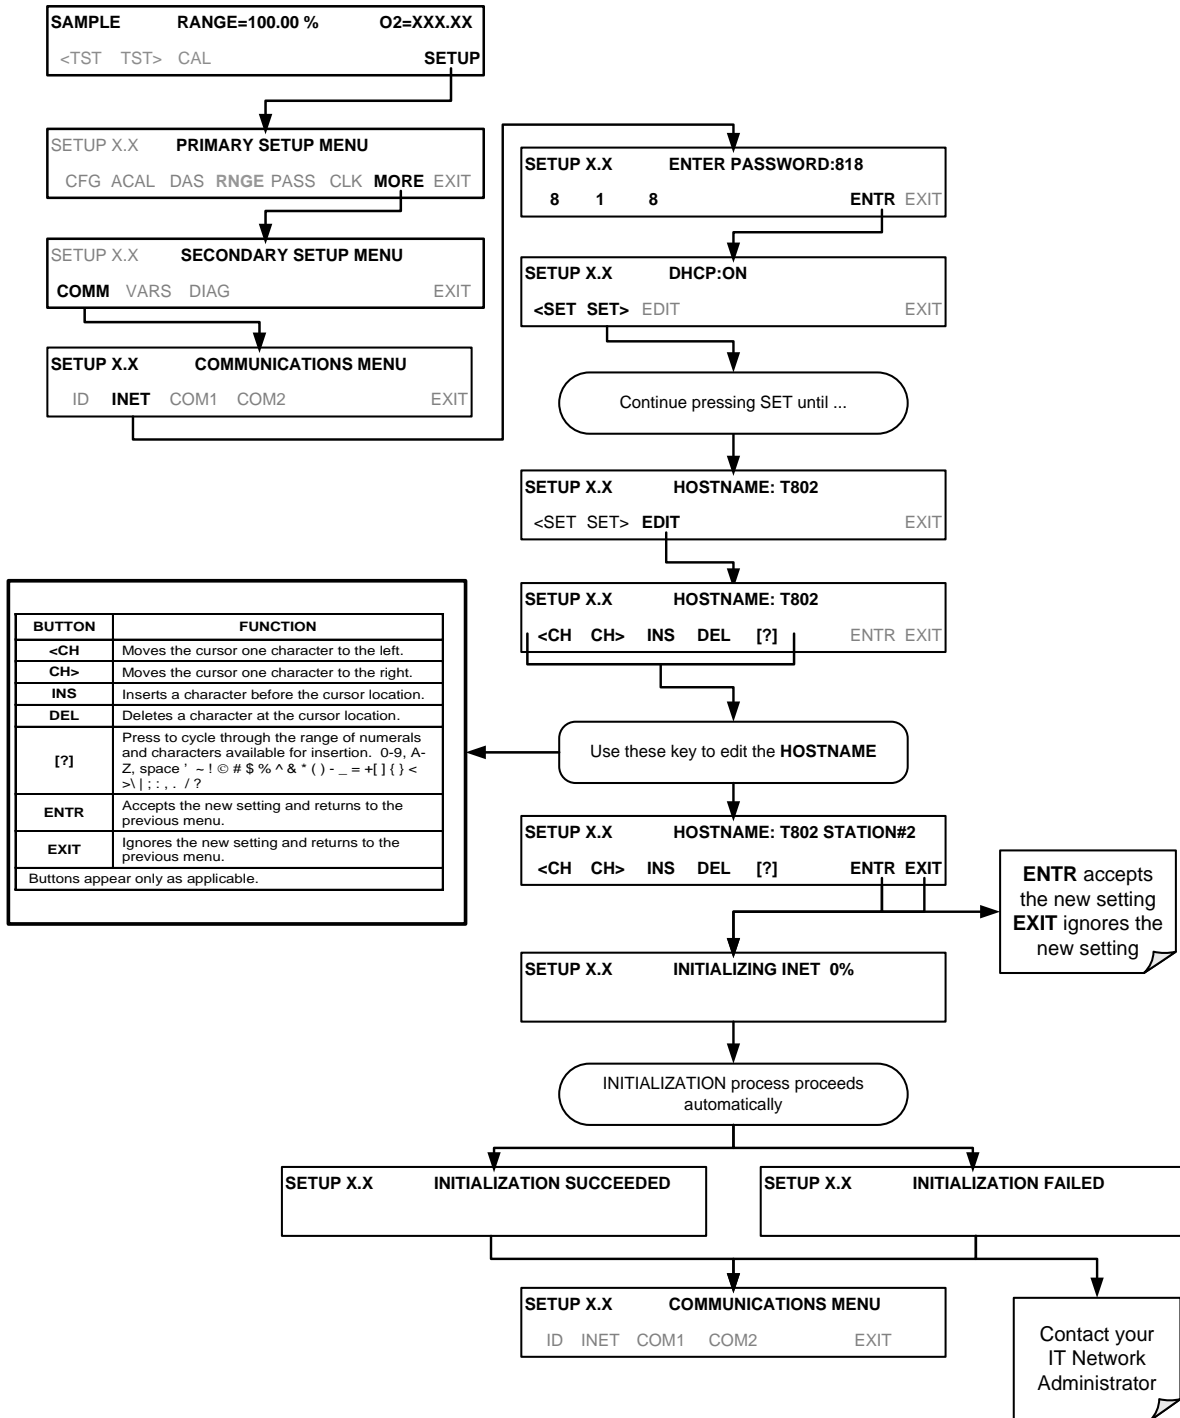 SAMPLE RANGE=100.00 % O2=XXX.XX
<TST TST> CAL SETUP
SETUP X.X PRIMARY SETUP MENU
CFG ACAL DAS RNGE PASS CLK MORE EXIT
SETUP X.X SECONDARY SETUP MENU
COMM VARS DIAG EXIT
SETUP X.X COMMUNICATIONS MENU
ID INET COM1 COM2 EXIT
SETUP X.X ENTER PASSWORD:818
8 1 8 ENTR EXIT
SETUP X.X DHCP:ON
<SET SET> EDIT EXIT
Continue pressing SET until ...
SETUP X.X HOSTNAME: T802
<SET SET> EDIT EXIT
SETUP X.X HOSTNAME: T802
<CH CH> INS DEL [?] ENTR EXIT
Use these key to edit the HOSTNAME
BUTTON FUNCTION
<CH Moves the cursor one character to the left.
CH> Moves the cursor one character to the right.
INS Inserts a character before the cursor location.
DEL Deletes a character at the cursor location.
[?] Press to cycle through the range of numerals
and characters available for insertion. 0-9, A-
Z, space ' ~ ! © # $ % ^ & * ( ) - _ = +[ ] { } <
>\ | ; : , . / ?
ENTR Accepts the new setting and returns to the
previous menu.
EXIT Ignores the new setting and returns to the
previous menu.
Buttons appear only as applicable.
SETUP X.X HOSTNAME: T802 STATION#2
<CH CH> INS DEL [?] ENTR EXIT
ENTR accepts
the new setting
EXIT ignores the
new setting
SETUP X.X INITIALIZING INET 0%
INITIALIZATION process proceeds
automatically
SETUP X.X INITIALIZATION SUCCEEDED
SETUP X.X INITIALIZATION FAILED
SETUP X.X COMMUNICATIONS MENU
ID INET COM1 COM2 EXIT
Contact your
IT Network
Administrator